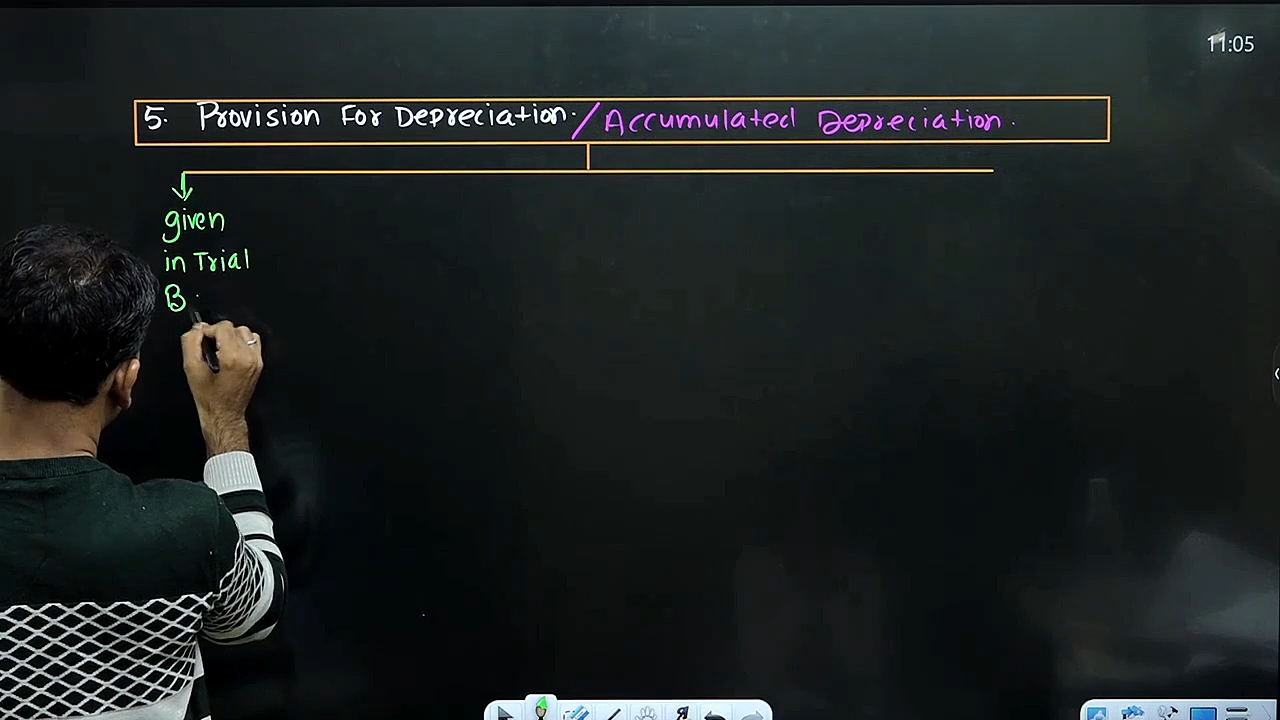 11:05
5. Provision For Depreciation. / Accumulated Depreciation.
given
in Trial
B